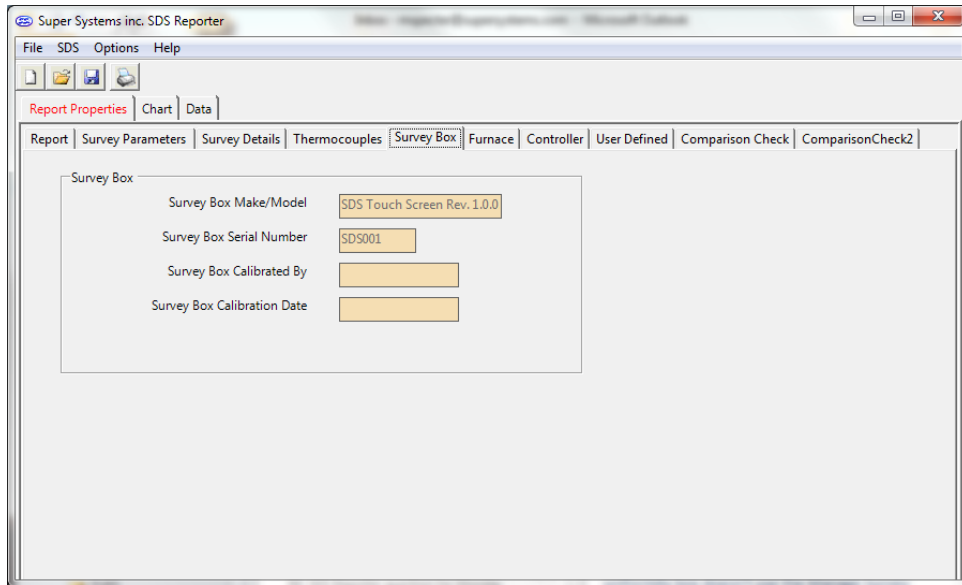 Super Systems inc. SDS Reporter
File SDS Options Help
Report Properties Chart Data
Report Survey Parameters Survey Details Thermocouples Survey Box Furnace Controller User Defined Comparison Check ComparisonCheck2
Survey Box
Survey Box Make/Model SDS Touch Screen Rev. 1.0.0
Survey Box Serial Number SDS001
Survey Box Calibrated By
Survey Box Calibration Date